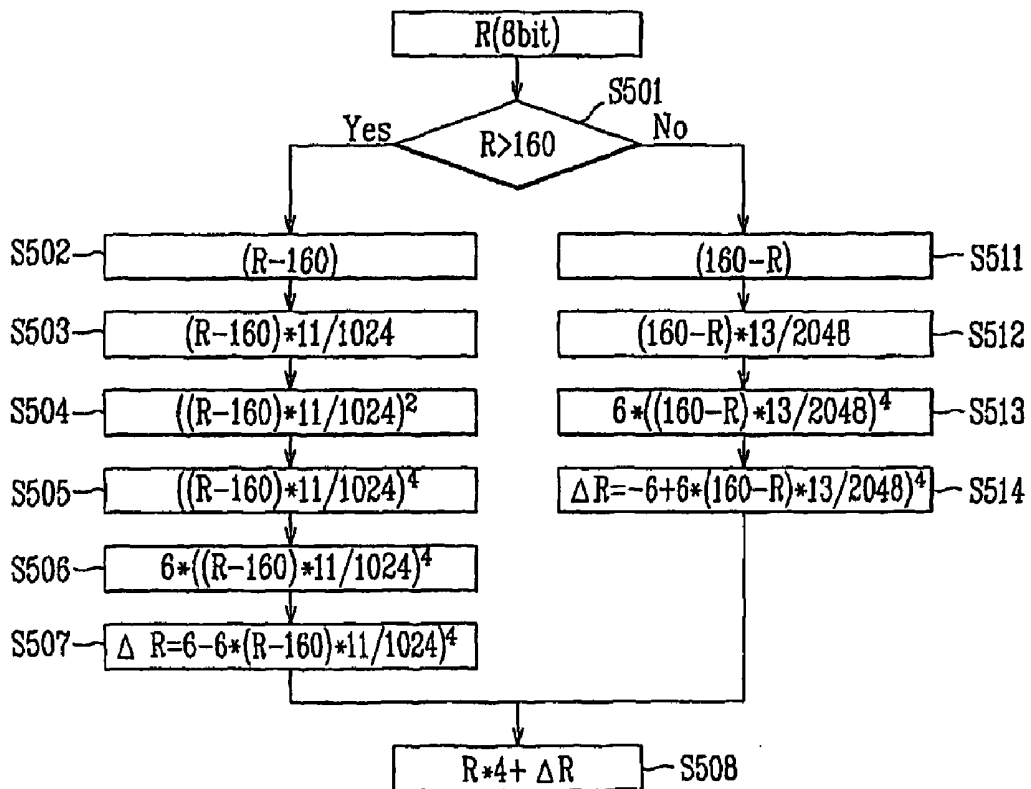 R(8bit)
S501
Yes
R>160
No
S502
(R-160)
(160-R)
S511
S503
(R-160)*11/1024
(160-R)*13/2048
S512
S504
((R-160)*11/1024)²
6*((160-R)*13/2048)⁴
S513
S505
((R-160)*11/1024)⁴
ΔR=-6+6*(160-R)*13/2048)⁴
S514
S506
6*((R-160)*11/1024)⁴
S507
Δ R=6-6*(R-160)*11/1024)⁴
R*4+ ΔR
S508